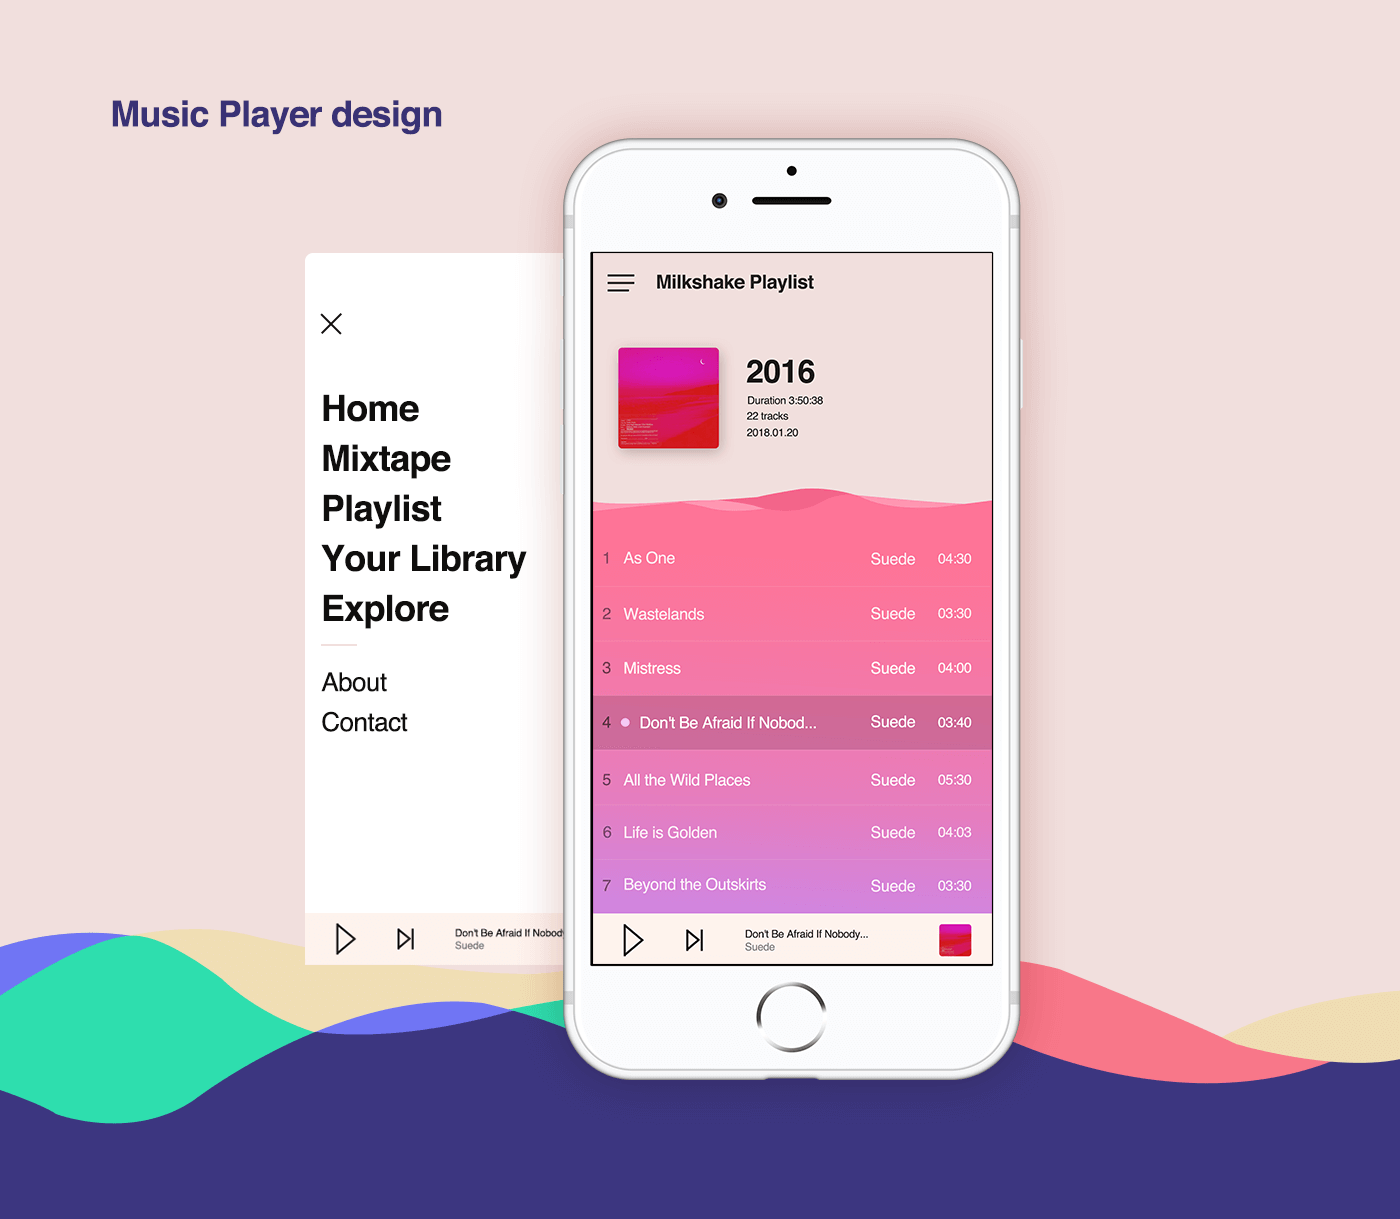 Music Player design
Home
Mixtape
Playlist
Your Library
Explore
About
Contact
Don't Be Afraid If Nobody
Suede
Milkshake Playlist
2016
Duration 3:50:38
22 tracks
2018.01.20
1 As One Suede 04:30
2 Wastelands Suede 03:30
3 Mistress Suede 04:00
4 Don't Be Afraid If Nobod... Suede 03:40
5 All the Wild Places Suede 05:30
6 Life is Golden Suede 04:03
7 Beyond the Outskirts Suede 03:30
Don't Be Afraid If Nobody...
Suede